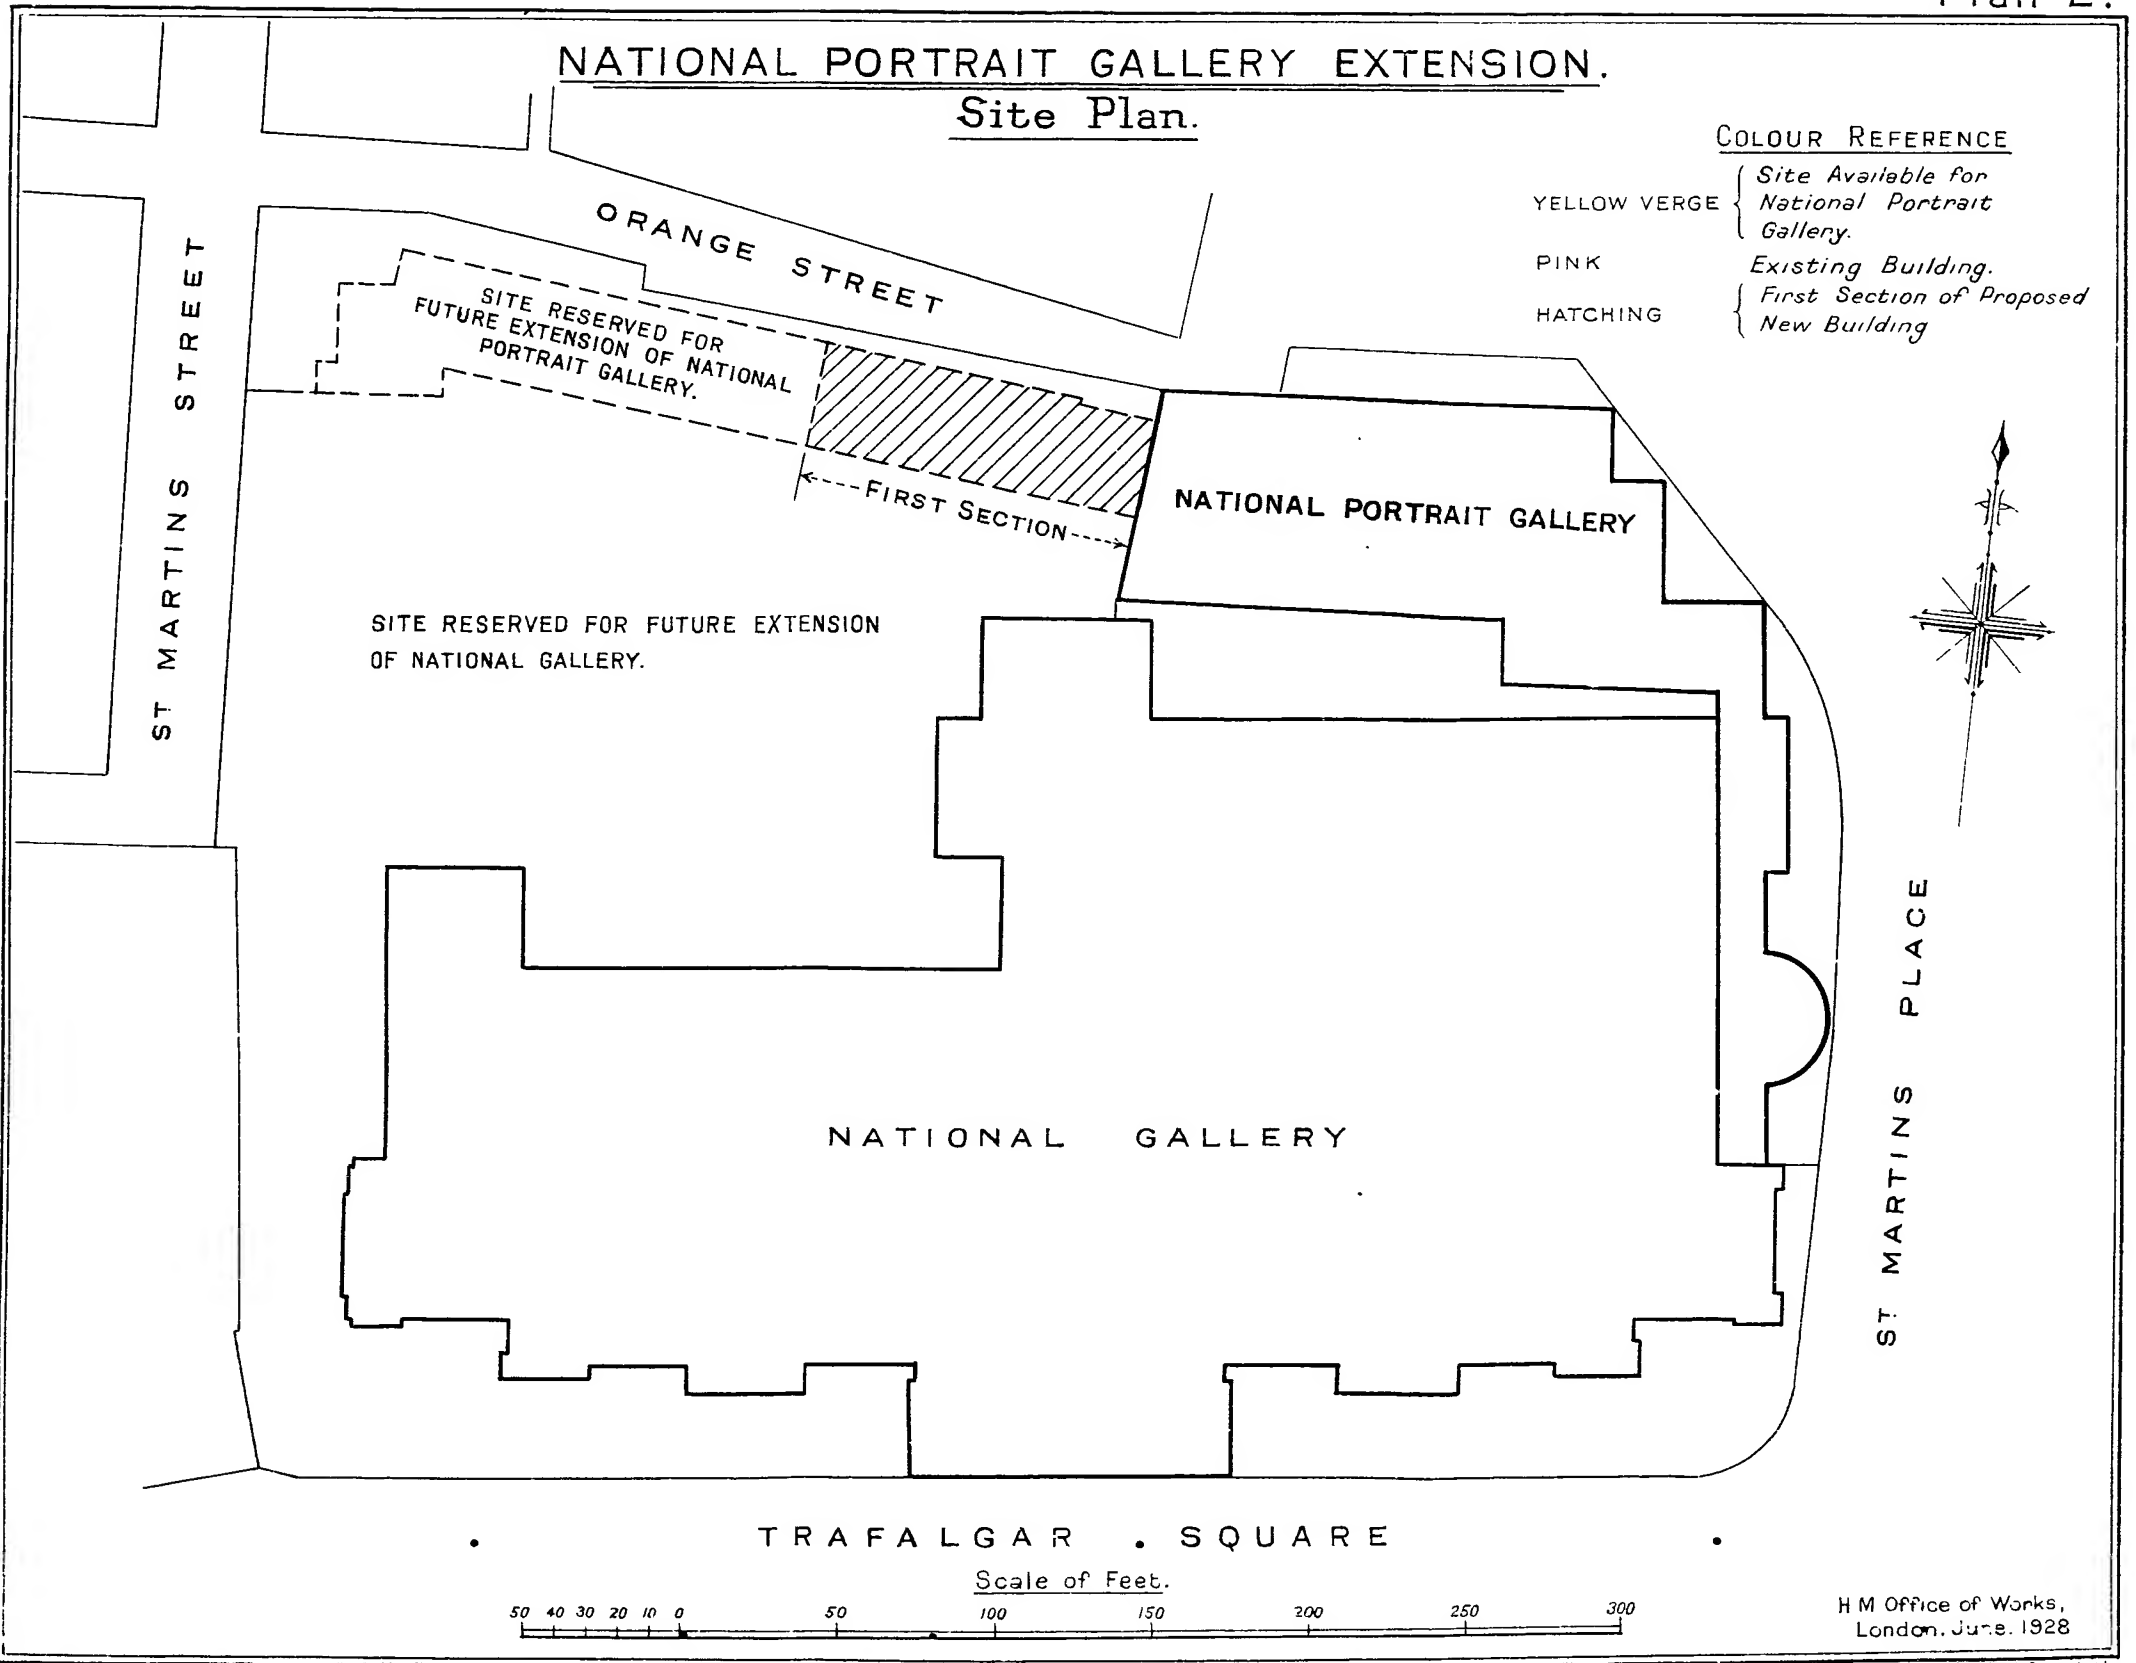 NATIONAL PORTRAIT GALLERY EXTENSION.
Site Plan.
COLOUR REFERENCE
YELLOW VERGE
Site Available for
National Portrait
Gallery.
PINK
Existing Building.
HATCHING
First Section of Proposed
New Building
ORANGE STREET
ST MARTINS STREET
SITE RESERVED FOR
FUTURE EXTENSION OF NATIONAL
PORTRAIT GALLERY.
FIRST SECTION
NATIONAL PORTRAIT GALLERY
SITE RESERVED FOR FUTURE EXTENSION
OF NATIONAL GALLERY.
NATIONAL GALLERY
ST MARTINS PLACE
TRAFALGAR SQUARE
Scale of Feet.
50 40 30 20 10 0 50 100 150 200 250 300
H M Office of Works,
London, June. 1928